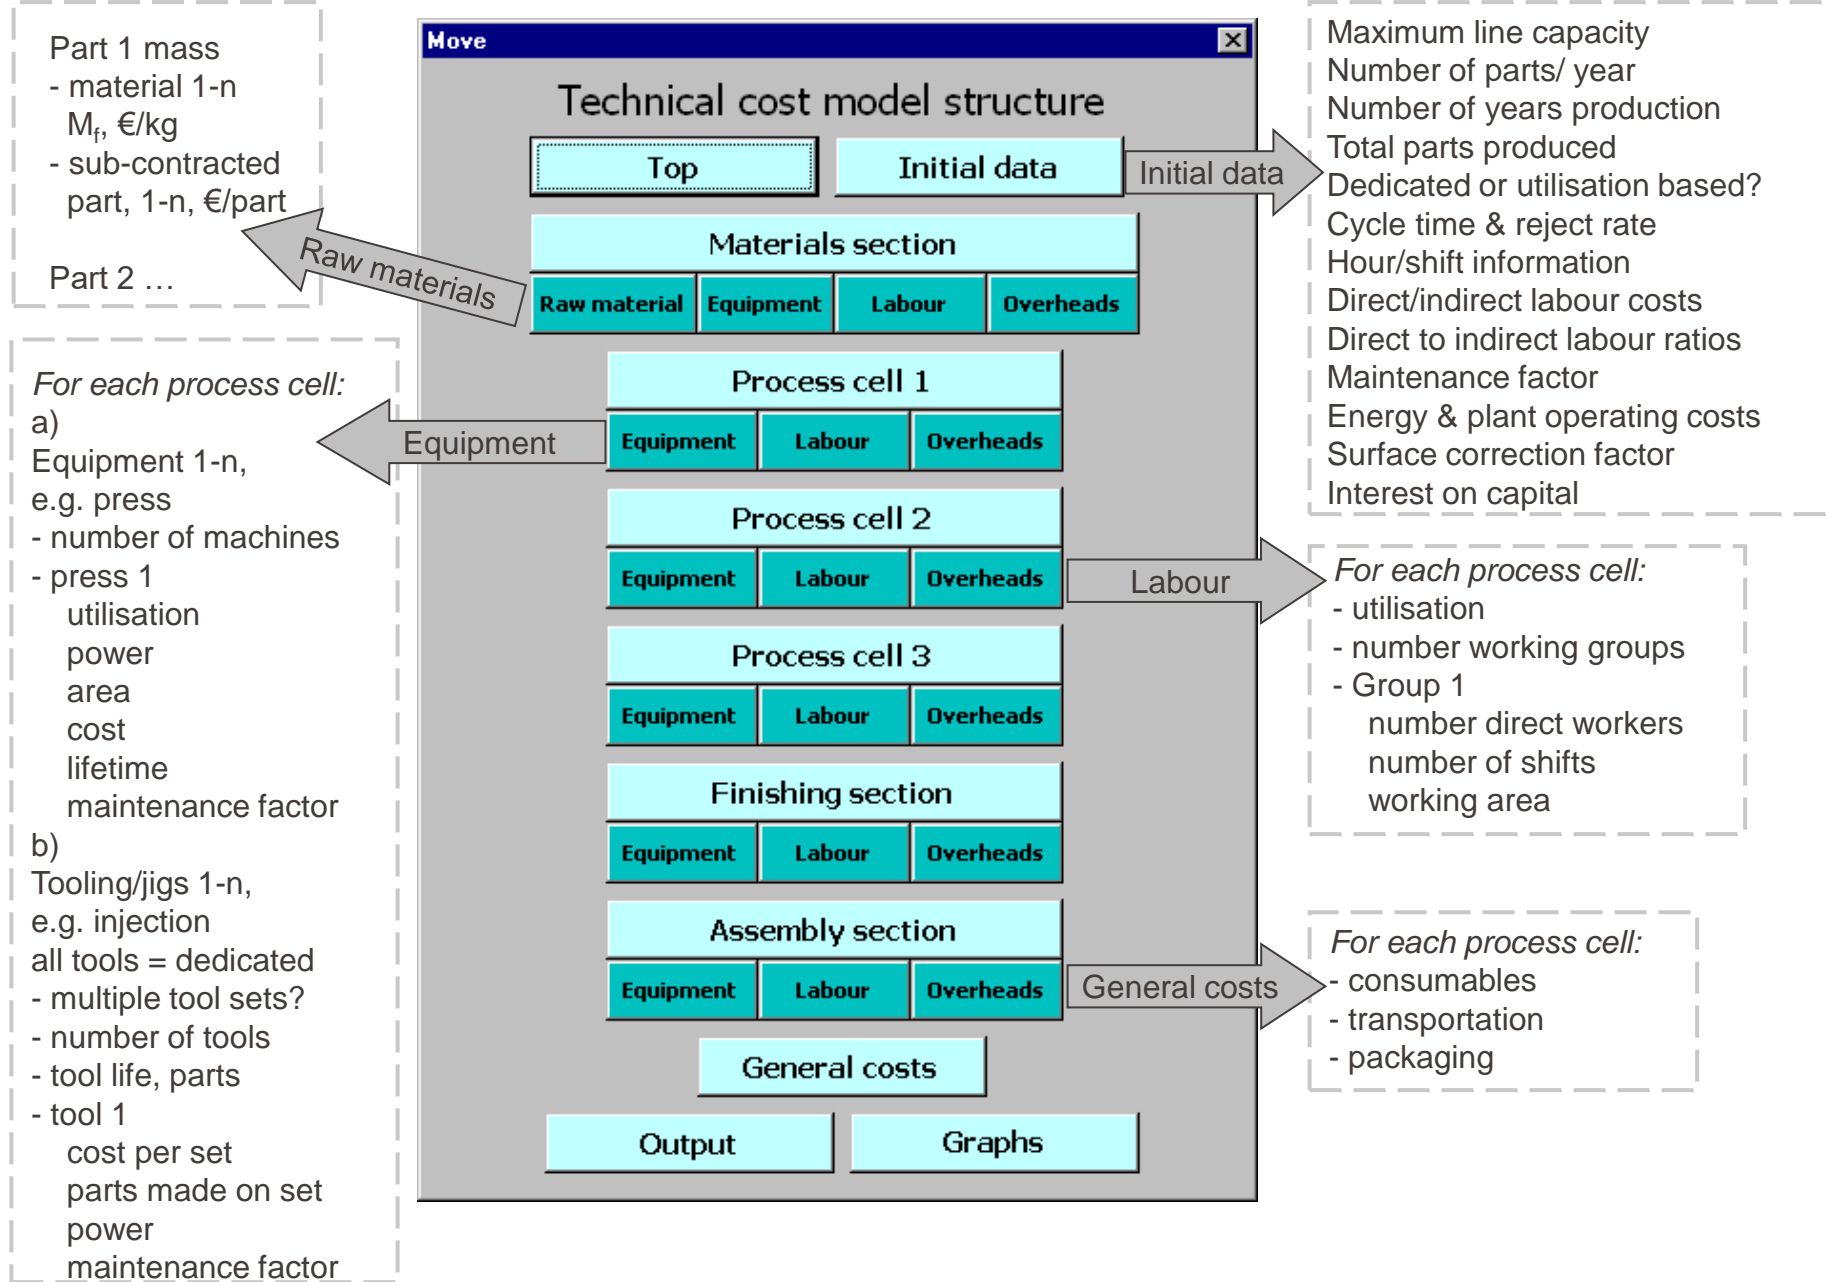 Part 1 mass
- material 1-n
Mf, €/kg
- sub-contracted
part, 1-n, €/part
Part 2 …
Raw materials
For each process cell:
a)
Equipment 1-n,
e.g. press
- number of machines
- press 1
utilisation
power
area
cost
lifetime
maintenance factor
b)
Tooling/jigs 1-n,
e.g. injection
all tools = dedicated
- multiple tool sets?
- number of tools
- tool life, parts
- tool 1
cost per set
parts made on set
power
maintenance factor
Equipment
Move
Technical cost model structure
Top
Initial data
Materials section
Raw material
Equipment
Labour
Overheads
Process cell 1
Equipment
Labour
Overheads
Process cell 2
Equipment
Labour
Overheads
Process cell 3
Equipment
Labour
Overheads
Finishing section
Equipment
Labour
Overheads
Assembly section
Equipment
Labour
Overheads
General costs
Output
Graphs
Initial data
Maximum line capacity
Number of parts/ year
Number of years production
Total parts produced
Dedicated or utilisation based?
Cycle time & reject rate
Hour/shift information
Direct/indirect labour costs
Direct to indirect labour ratios
Maintenance factor
Energy & plant operating costs
Surface correction factor
Interest on capital
Labour
For each process cell:
- utilisation
- number working groups
- Group 1
number direct workers
number of shifts
working area
General costs
For each process cell:
- consumables
- transportation
- packaging